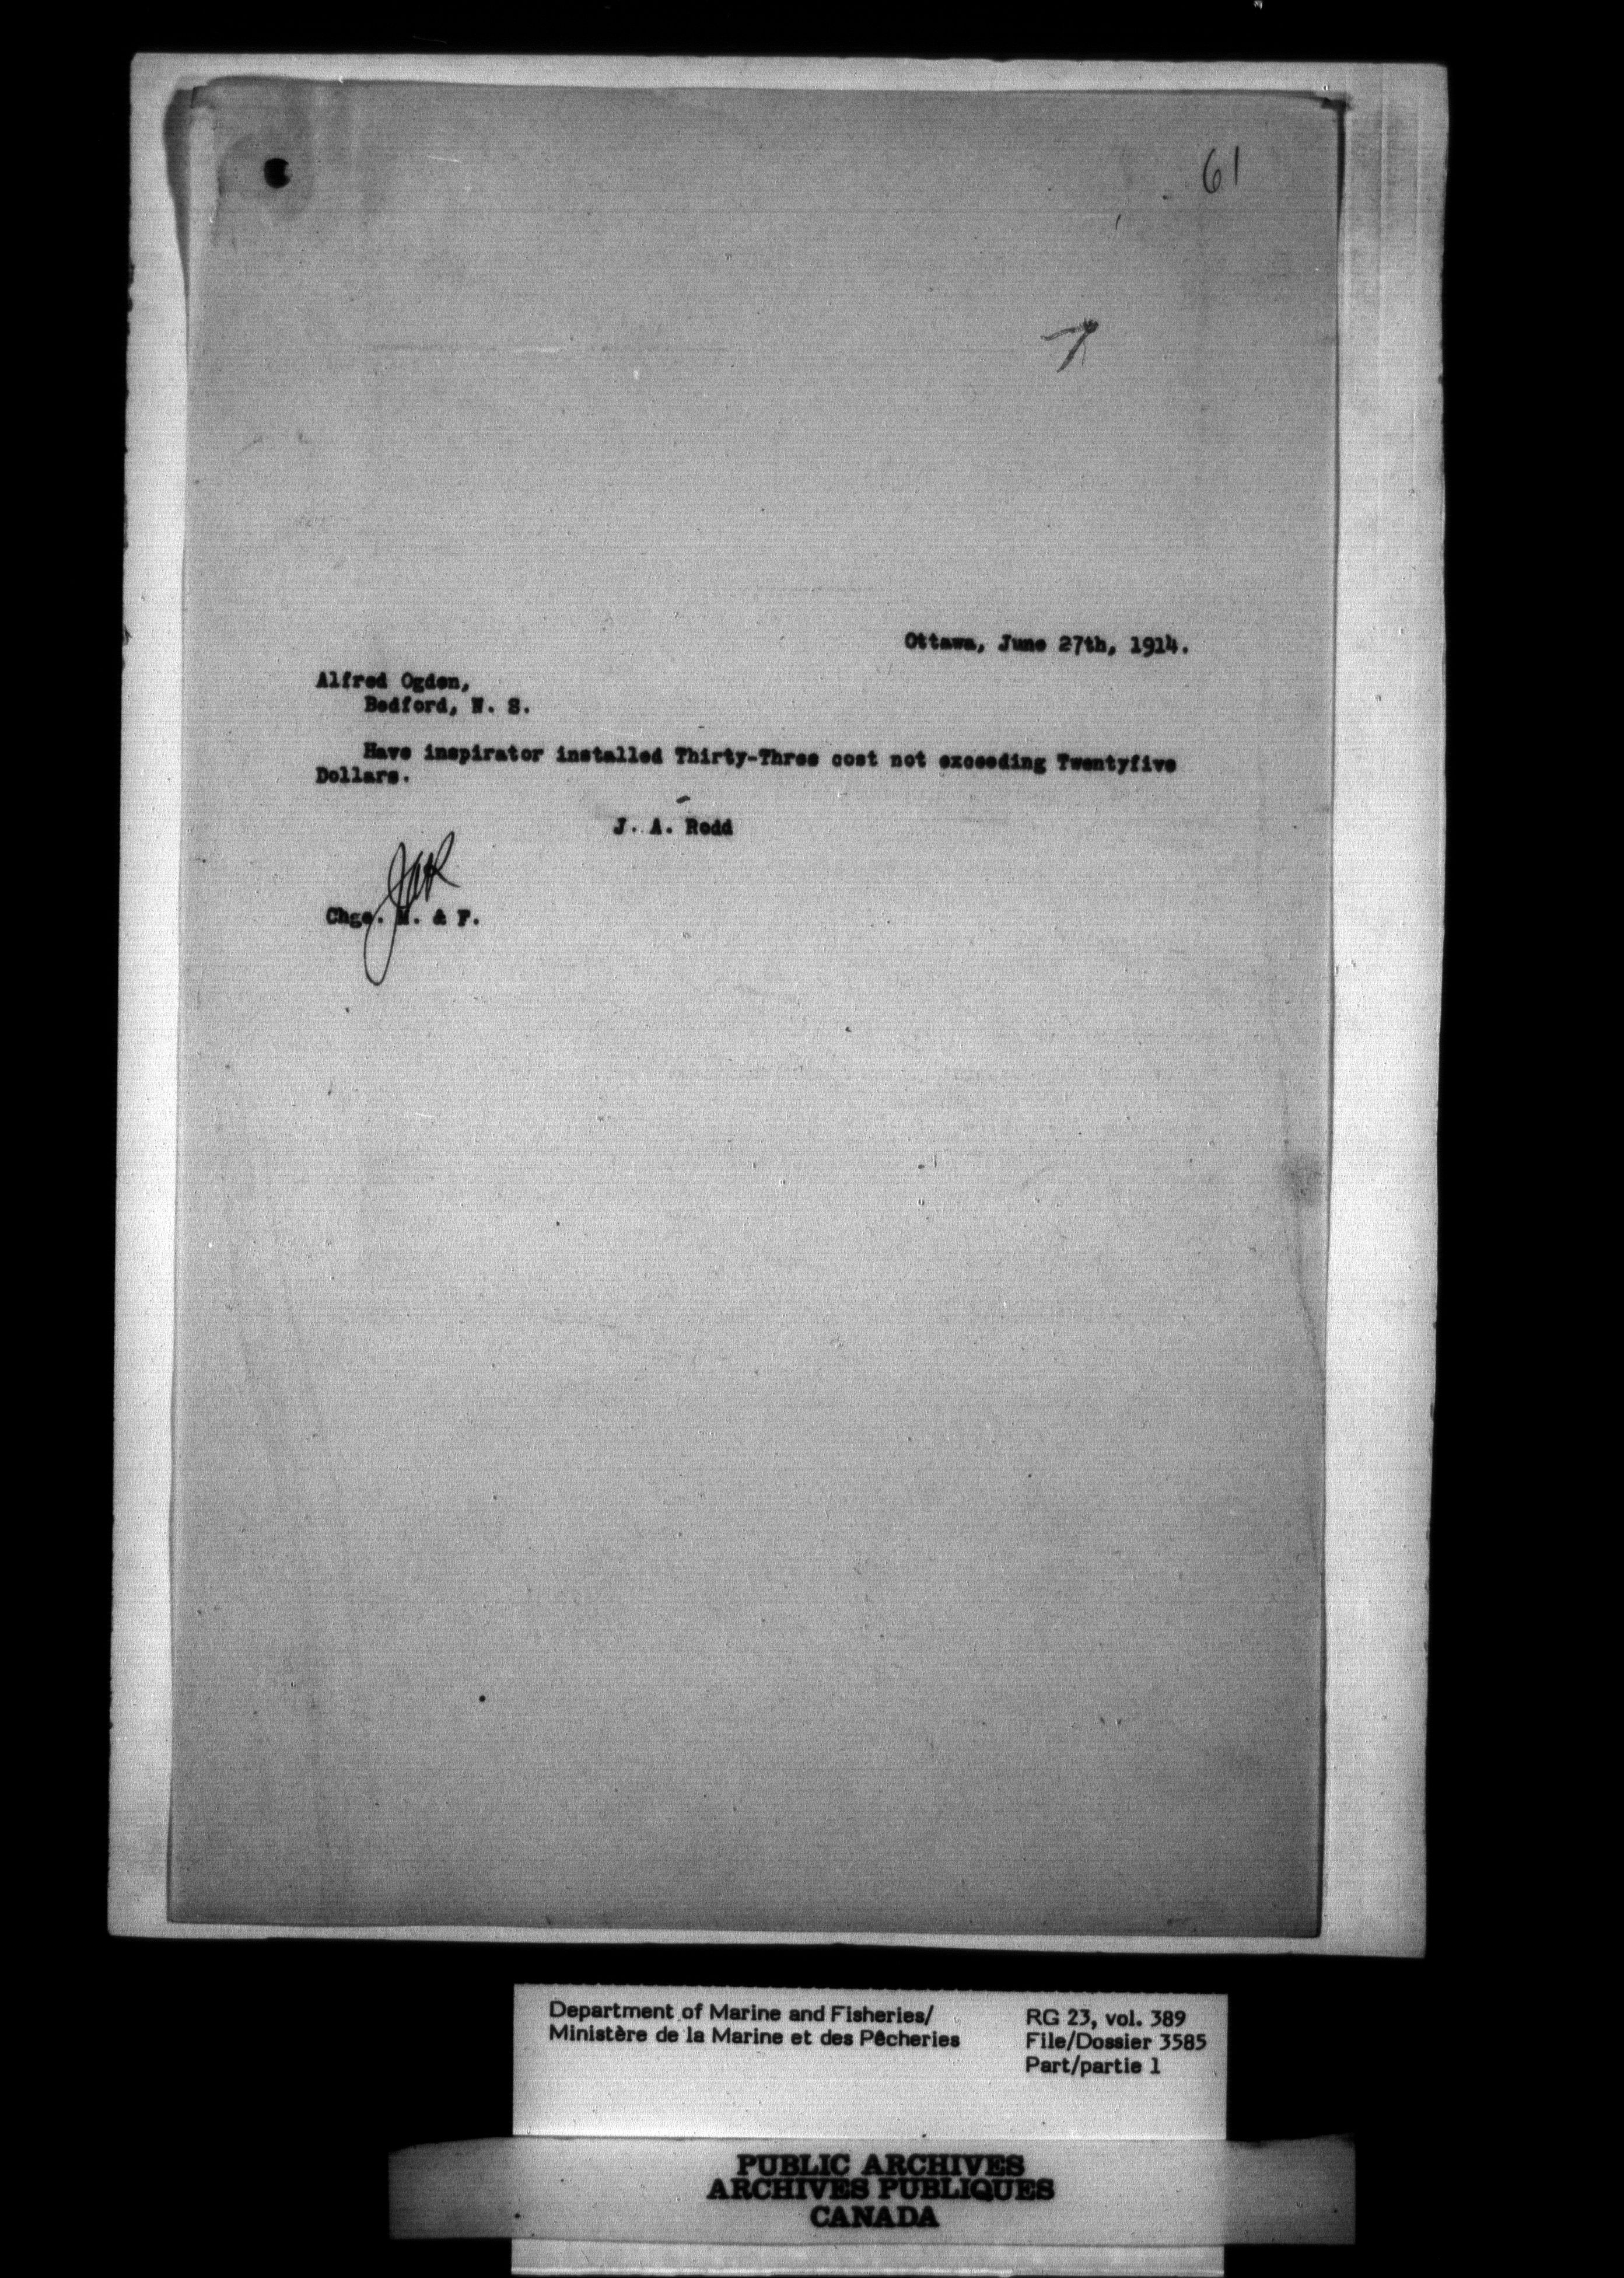 61
Ottawa, June 27th, 1914.
Alfred Ogden,
Bedford, N. S.
Have inspirator installed Thirty-Three cost not exceeding Twentyfive
Dollars.
J. A. Rodd
JAR
Chge. M. & F.
Department of Marine and Fisheries/
Ministère de la Marine et des Pêcheries
RG 23, vol. 389
File/Dossier 3585
Part/partie 1
PUBLIC ARCHIVES
ARCHIVES PUBLIQUES
CANADA